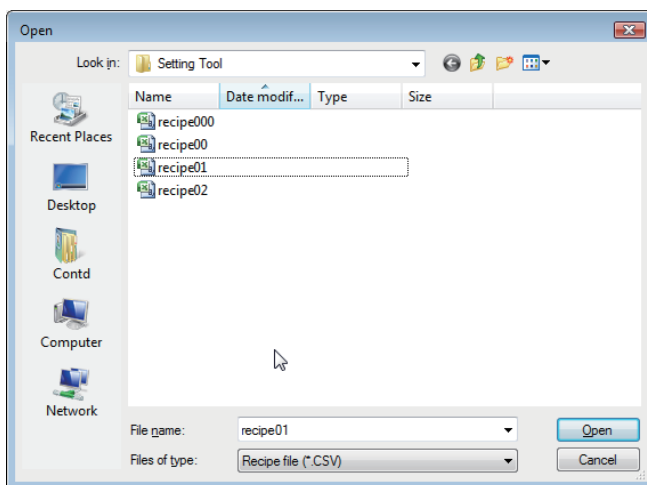 Open
Look in: Setting Tool
Name Date modif... Type Size
recipe000
recipe00
recipe01
recipe02
Recent Places
Desktop
Contd
Computer
Network
File name: recipe01 Open
Files of type: Recipe file (*.CSV) Cancel